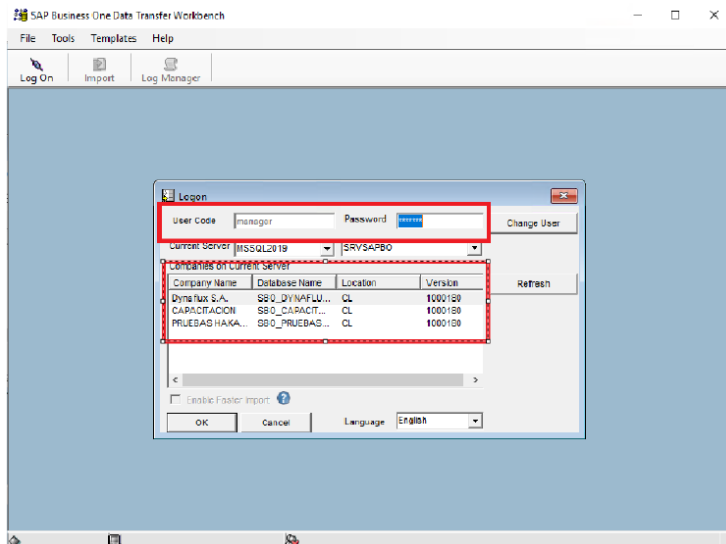 SAP Business One Data Transfer Workbench
File Tools Templates Help
Log On Import Log Manager
Logon
User Code manager Password ******* Change User
Current Server MSSQL2019 SRVSAPBO
Companies on Current Server
Company Name Database Name Location Version Refresh
Dynaflux S.A. SBO_DYNAFLU... CL 1000180
CAPACITACION SBO_CAPACIT... CL 1000180
PRUEBAS HAKA... SBO_PRUEBAS... CL 1000180
Enable Faster Import
OK Cancel Language English